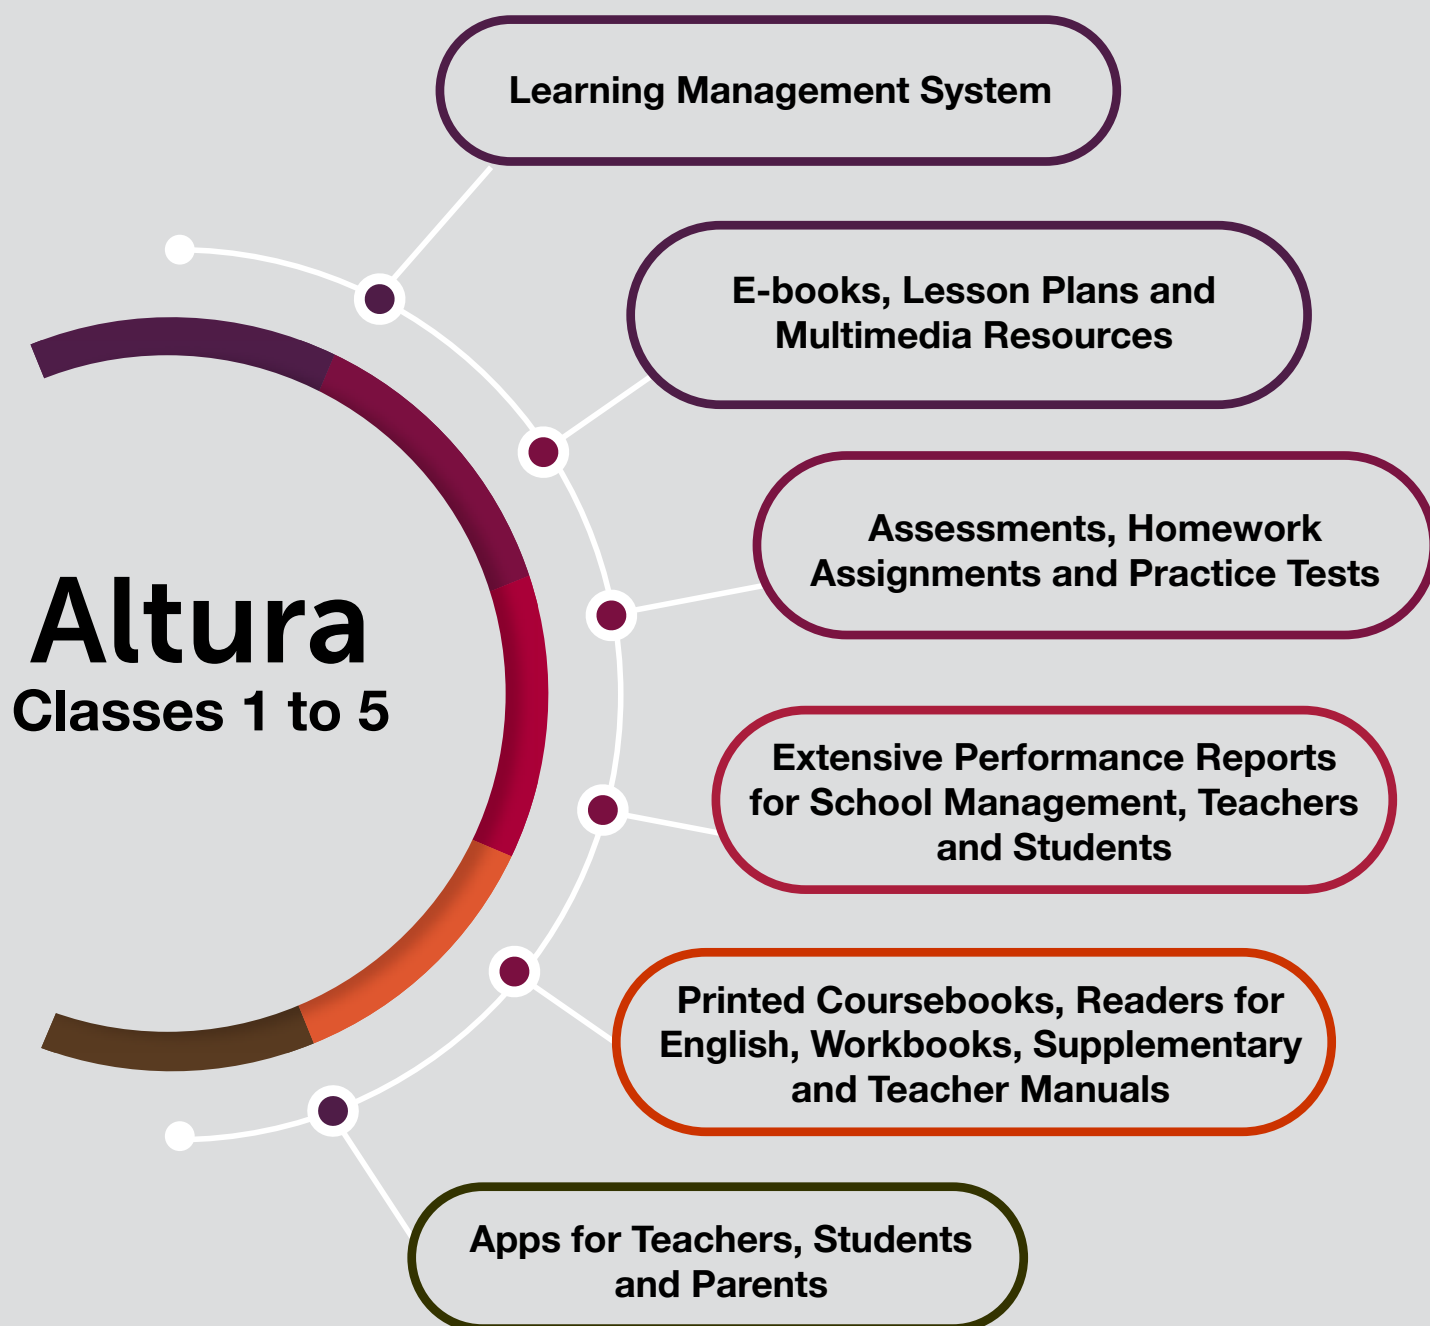 Learning Management System
E-books, Lesson Plans and
Multimedia Resources
Assessments, Homework
Assignments and Practice Tests
Altura
Classes 1 to 5
Extensive Performance Reports
for School Management, Teachers
and Students
Printed Coursebooks, Readers for
English, Workbooks, Supplementary
and Teacher Manuals
Apps for Teachers, Students
and Parents